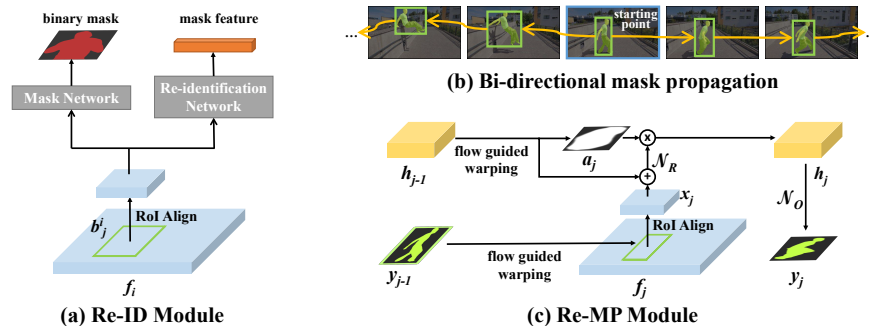 binary mask
mask feature
Mask Network
Re-identification
Network
b_j^i
RoI Align
f_i
(a) Re-ID Module
...
starting
point
...
(b) Bi-directional mask propagation
h_{j-1}
flow guided
warping
a_j
x
N_R
+
x_j
RoI Align
h_j
N_O
y_{j-1}
flow guided
warping
f_j
y_j
(c) Re-MP Module